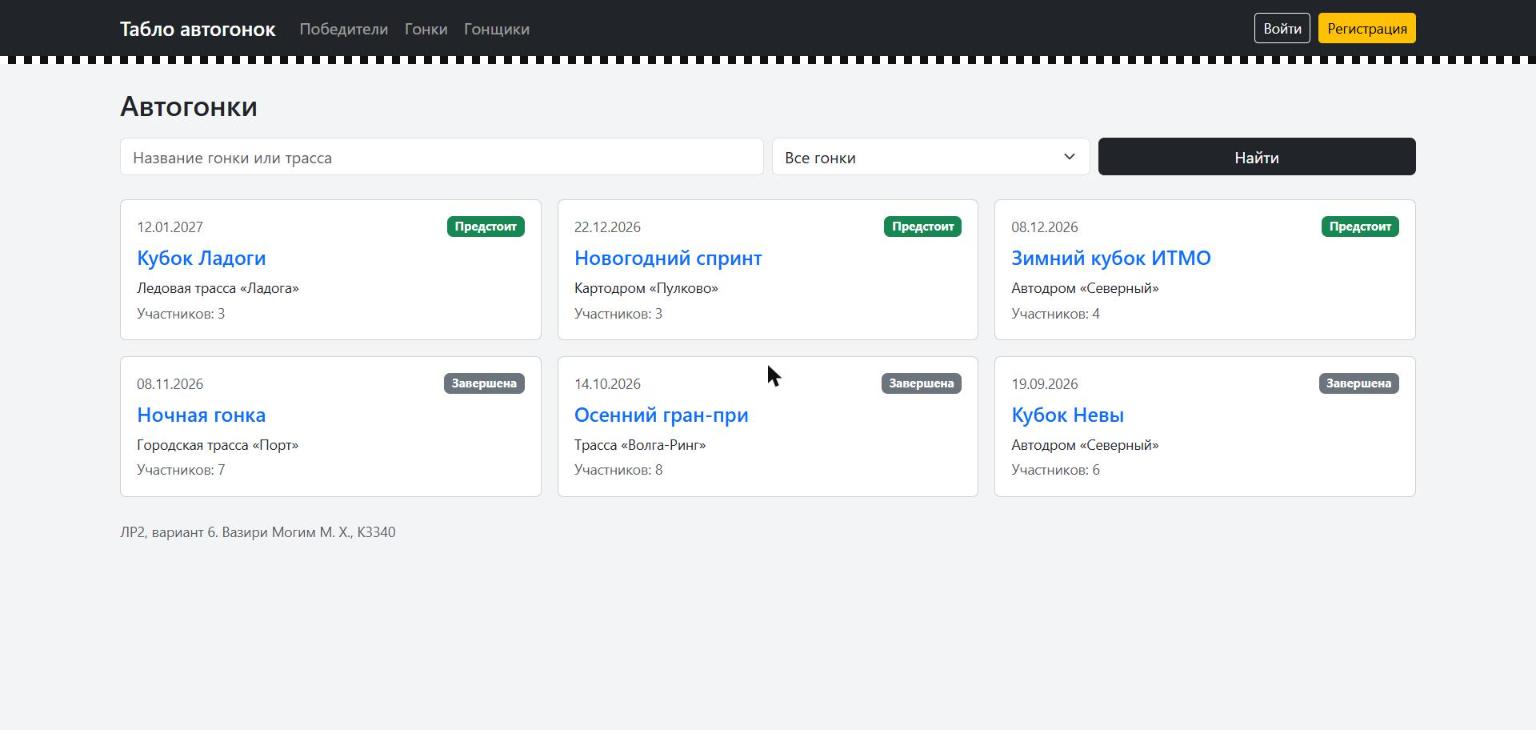 Табло автогонок Победители Гонки Гонщики Войти Регистрация
Автогонки
Название гонки или трасса Все гонки Найти
12.01.2027 Предстоит
Кубок Ладоги
Ледовая трасса «Ладога»
Участников: 3
22.12.2026 Предстоит
Новогодний спринт
Картодром «Пулково»
Участников: 3
08.12.2026 Предстоит
Зимний кубок ИТМО
Автодром «Северный»
Участников: 4
08.11.2026 Завершена
Ночная гонка
Городская трасса «Порт»
Участников: 7
14.10.2026 Завершена
Осенний гран-при
Трасса «Волга-Ринг»
Участников: 8
19.09.2026 Завершена
Кубок Невы
Автодром «Северный»
Участников: 6
ЛР2, вариант 6. Вазири Могим М. Х., К3340